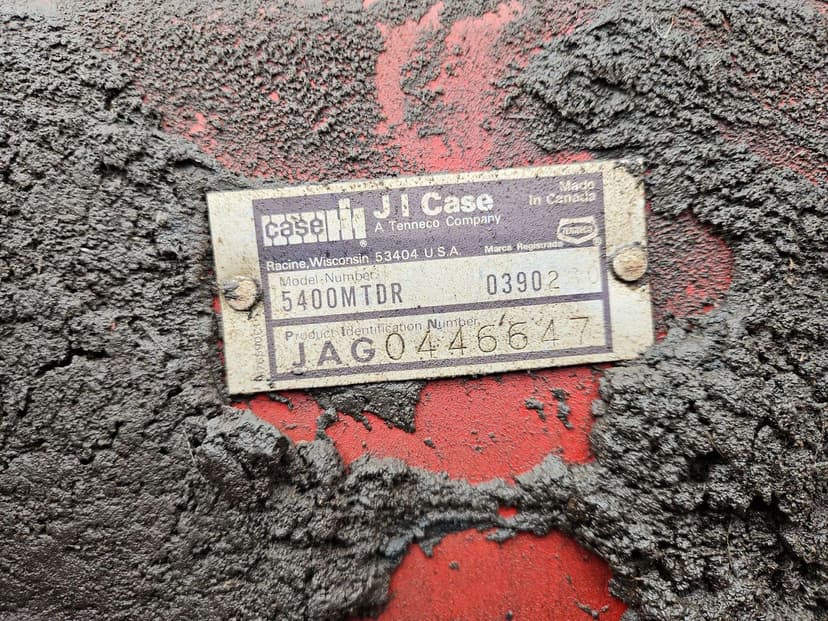 case IH ®
J I Case
A Tenneco Company
Made
In Canada
TENNECO ®
Racine, Wisconsin 53404 U.S.A.
Marca Registrada
Model Number
5400MTDR 03902
Product Identification Number
JAG0446647